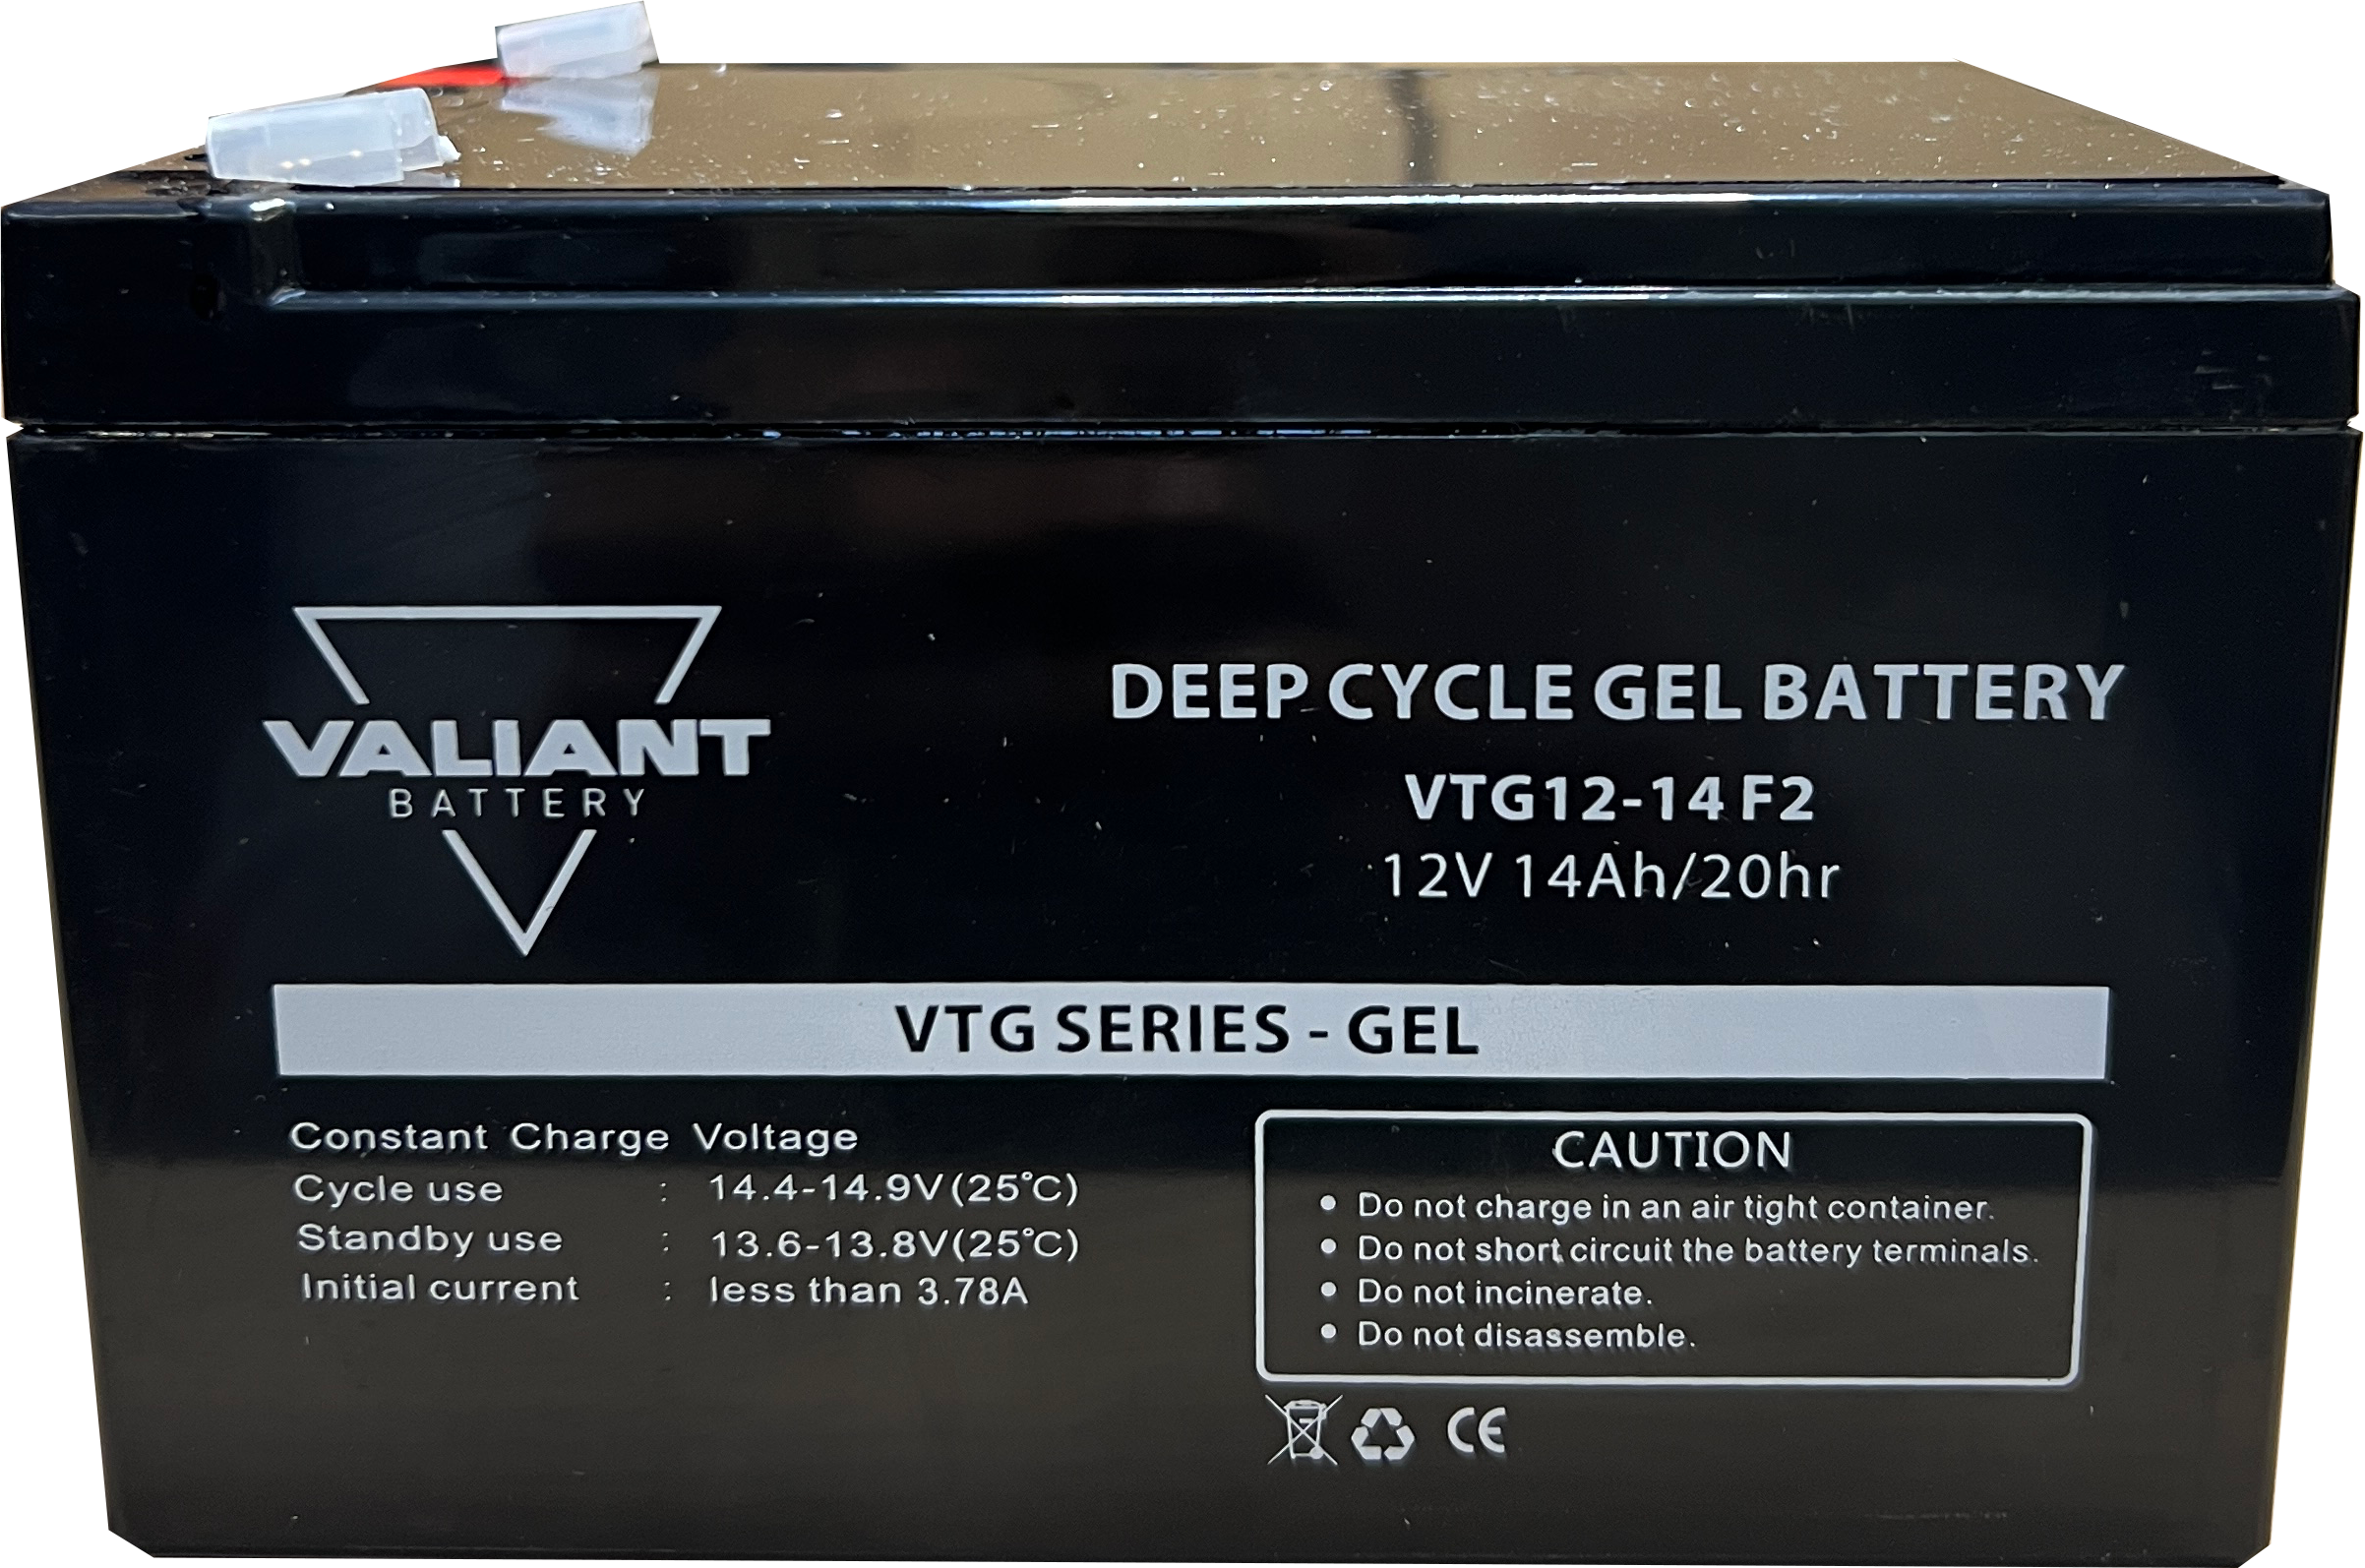 VALIANT
BATTERY
DEEP CYCLE GEL BATTERY
VTG12-14 F2
12V 14Ah/20hr
VTG SERIES - GEL
Constant Charge Voltage
Cycle use : 14.4-14.9V(25℃)
Standby use : 13.6-13.8V(25℃)
Initial current : less than 3.78A
CAUTION
• Do not charge in an air tight container.
• Do not short circuit the battery terminals.
• Do not incinerate.
• Do not disassemble.
CE